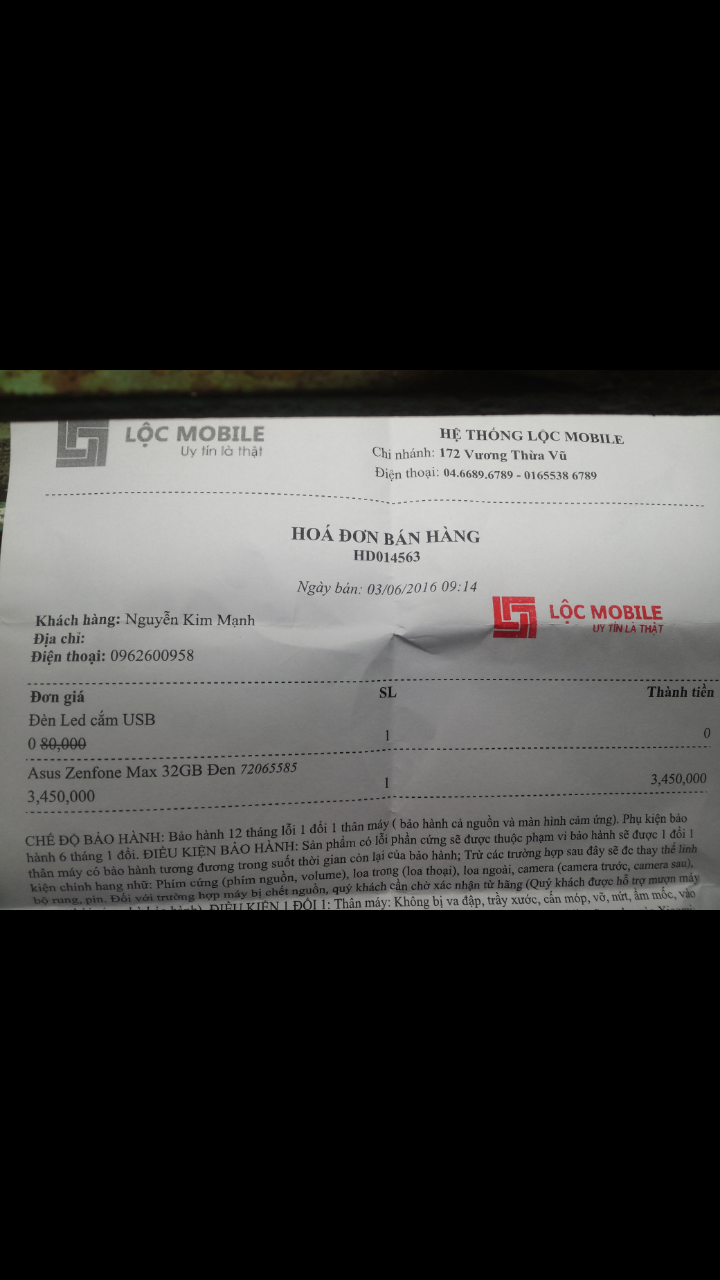 LỘC MOBILE
Uy tín là thật
HỆ THỐNG LỘC MOBILE
Chi nhánh: 172 Vương Thừa Vũ
Điện thoại: 04.6689.6789 - 0165538 6789
HOÁ ĐƠN BÁN HÀNG
HD014563
Ngày bán: 03/06/2016 09:14
LỘC MOBILE
UY TÍN LÀ THẬT
Khách hàng: Nguyễn Kim Mạnh
Địa chỉ:
Điện thoại: 0962600958
Đơn giá SL Thành tiền
Đèn Led cắm USB
0 80,000 1 0
Asus Zenfone Max 32GB Đen 72065585
3,450,000 1 3,450,000
CHẾ ĐỘ BẢO HÀNH: Bảo hành 12 tháng lỗi 1 đổi 1 thân máy ( bảo hành cả nguồn và màn hình cảm ứng). Phụ kiện bảo
hành 6 tháng 1 đổi. ĐIỀU KIỆN BẢO HÀNH: Sản phẩm có lỗi phần cứng sẽ được thuộc phạm vi bảo hành sẽ được 1 đổi 1
thân máy có bảo hành tương đương trong suốt thời gian còn lại của bảo hành; Trừ các trường hợp sau đây sẽ đc thay thế linh
kiện chính hang như: Phím cứng (phím nguồn, volume), loa trong (loa thoại), loa ngoài, camera (camera trước, camera sau),
bộ rung, pin. Đối với trường hợp máy bị chết nguồn, quý khách cần chờ xác nhận từ hãng (Quý khách được hỗ trợ mượn máy
ĐIỀU KIỆN 1 ĐỔI 1: Thân máy: Không bị va đập, trầy xước, cấn móp, vỡ, nứt, ẩm mốc, vào